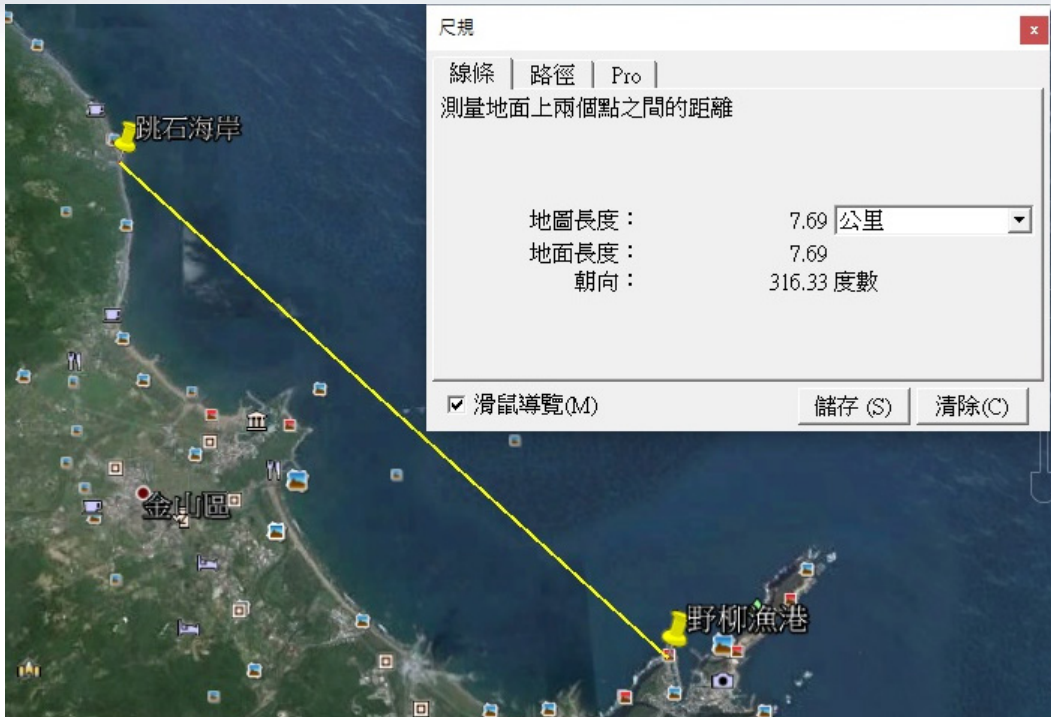 尺規
x
線條
路徑
Pro
測量地面上兩個點之間的距離
地圖長度：
7.69 公里
地面長度：
7.69
朝向：
316.33 度數
滑鼠導覽(M)
儲存 (S)
清除(C)
跳石海岸
金山區
野柳漁港